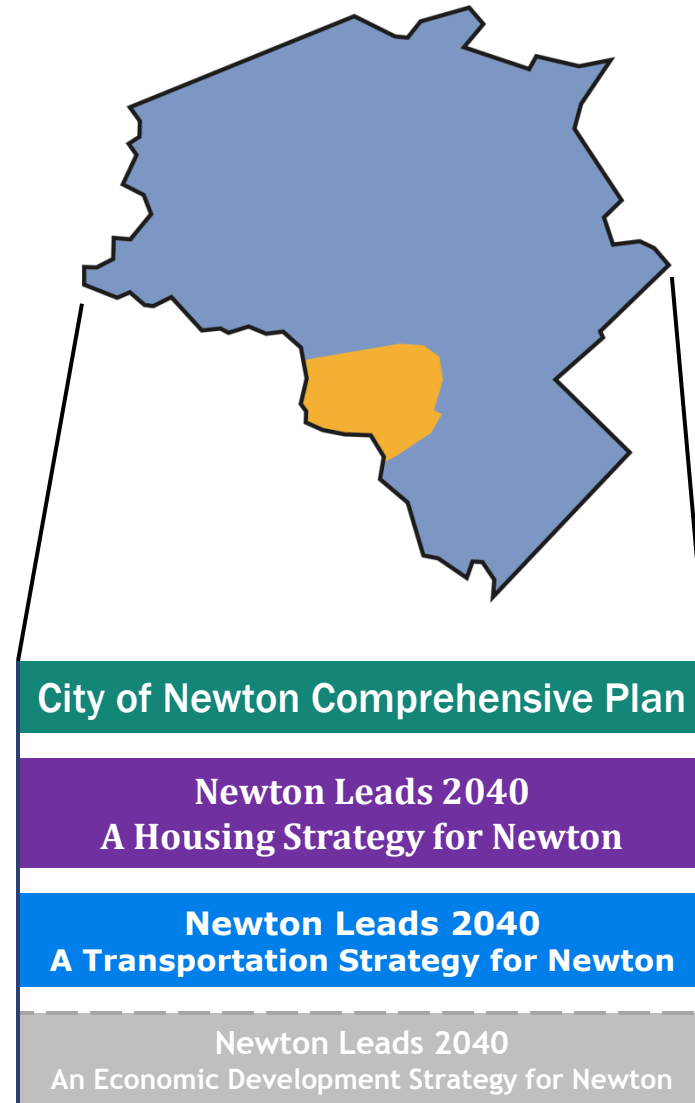 City of Newton Comprehensive Plan
Newton Leads 2040
A Housing Strategy for Newton
Newton Leads 2040
A Transportation Strategy for Newton
Newton Leads 2040
An Economic Development Strategy for Newton